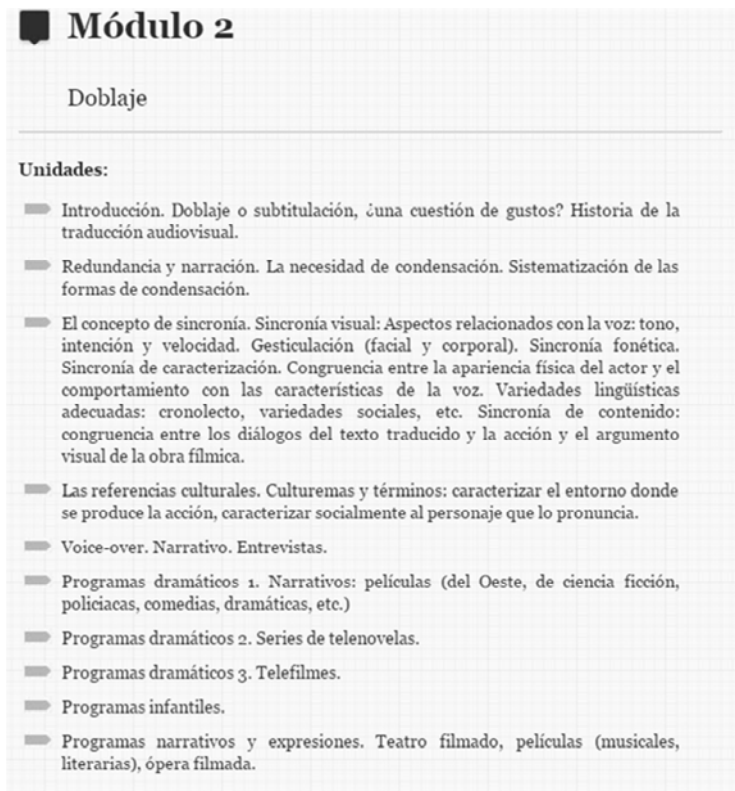 Módulo 2
Doblaje
Unidades:
Introducción. Doblaje o subtitulación, ¿una cuestión de gustos? Historia de la
traducción audiovisual.
Redundancia y narración. La necesidad de condensación. Sistematización de las
formas de condensación.
El concepto de sincronía. Sincronía visual: Aspectos relacionados con la voz: tono,
intención y velocidad. Gesticulación (facial y corporal). Sincronía fonética.
Sincronía de caracterización. Congruencia entre la apariencia física del actor y el
comportamiento con las características de la voz. Variedades lingüísticas
adecuadas: cronolecto, variedades sociales, etc. Sincronía de contenido:
congruencia entre los diálogos del texto traducido y la acción y el argumento
visual de la obra fílmica.
Las referencias culturales. Culturemas y términos: caracterizar el entorno donde
se produce la acción, caracterizar socialmente al personaje que lo pronuncia.
Voice-over. Narrativo. Entrevistas.
Programas dramáticos 1. Narrativos: películas (del Oeste, de ciencia ficción,
policiacas, comedias, dramáticas, etc.)
Programas dramáticos 2. Series de telenovelas.
Programas dramáticos 3. Telefilmes.
Programas infantiles.
Programas narrativos y expresiones. Teatro filmado, películas (musicales,
literarias), ópera filmada.